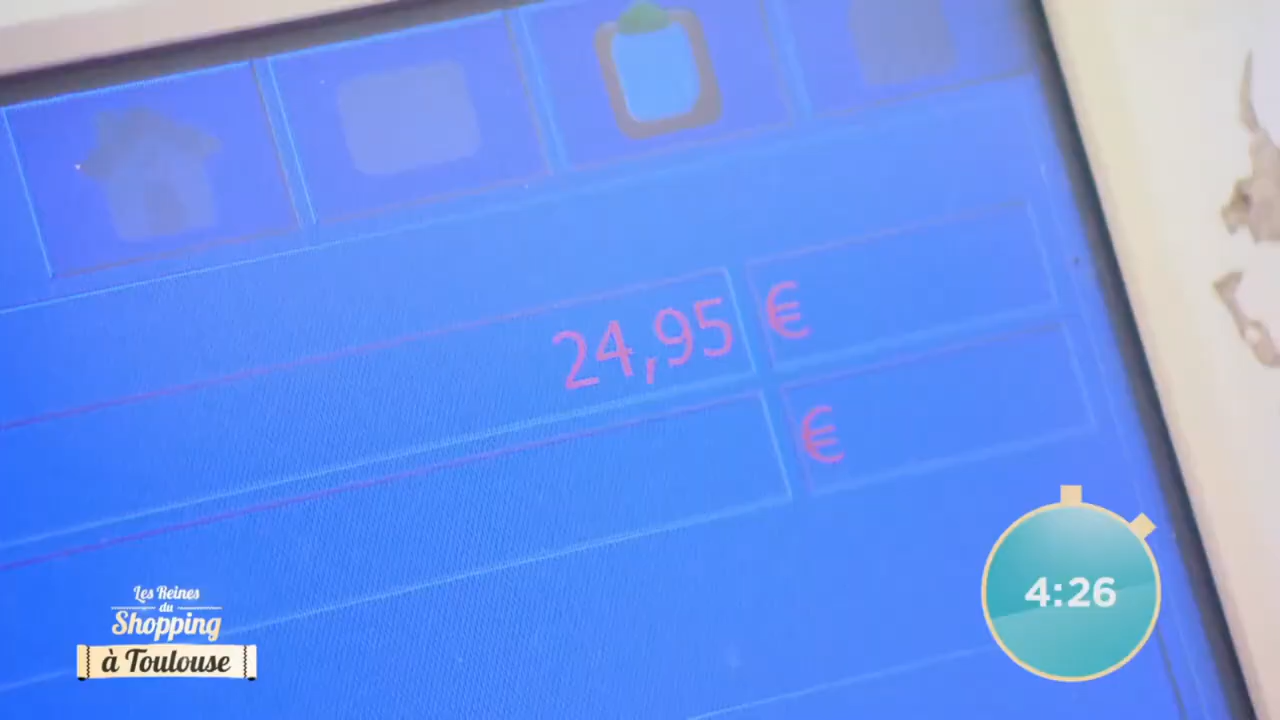 24,95 €
€
4:26
Les Reines
du
Shopping
à Toulouse